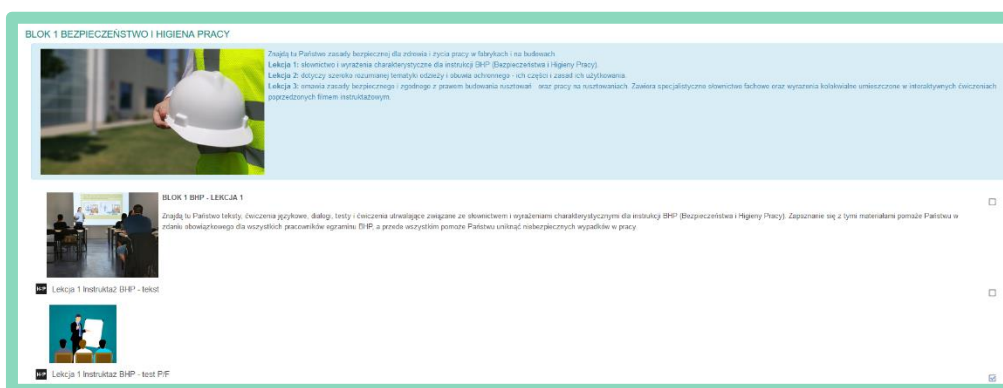 BLOK 1 BEZPIECZEŃSTWO I HIGIENA PRACY
Znajdą tu Państwo zasady bezpiecznej dla zdrowia i życia pracy w fabrykach i na budowach.
Lekcja 1: słownictwo i wyrażenia charakterystyczne dla instrukcji BHP (Bezpieczeństwa i Higieny Pracy).
Lekcja 2: dotyczy szeroko rozumianej tematyki odzieży i obuwia ochronnego - ich części i zasad ich użytkowania.
Lekcja 3: omawia zasady bezpiecznego i zgodnego z prawem budowania rusztowań oraz pracy na rusztowaniach. Zawiera specjalistyczne słownictwo fachowe oraz wyrażenia kolokwialne umieszczone w interaktywnych ćwiczeniach
poprzedzonych filmem instruktażowym.
BLOK 1 BHP - LEKCJA 1
Znajdą tu Państwo teksty, ćwiczenia językowe, dialogi, testy i ćwiczenia utrwalające związane ze słownictwem i wyrażeniami charakterystycznymi dla instrukcji BHP (Bezpieczeństwa i Higieny Pracy). Zapoznanie się z tymi materiałami pomoże Państwu w
zdaniu obowiązkowego dla wszystkich pracowników egzaminu BHP, a przede wszystkim pomoże Państwu uniknąć niebezpiecznych wypadków w pracy.
H-P Lekcja 1 Instruktaż BHP - tekst
H-P Lekcja 1 Instruktaż BHP - test P/F